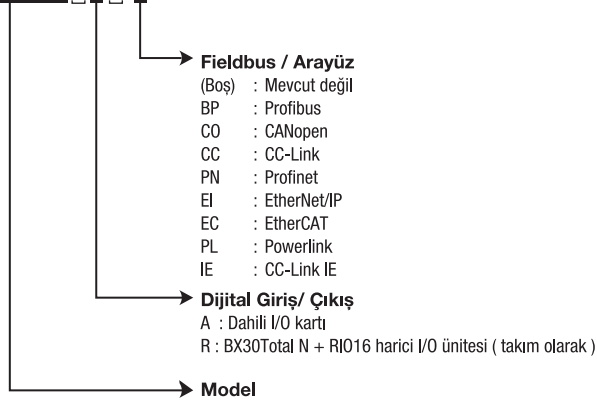 Fieldbus / Arayüz
(Boş) : Mevcut değil
BP : Profibus
CO : CANopen
CC : CC-Link
PN : Profinet
EI : EtherNet/IP
EC : EtherCAT
PL : Powerlink
IE : CC-Link IE
Dijital Giriş/ Çıkış
A : Dahili I/O kartı
R : BX30Total N + RIO16 harici I/O ünitesi ( takım olarak )
Model